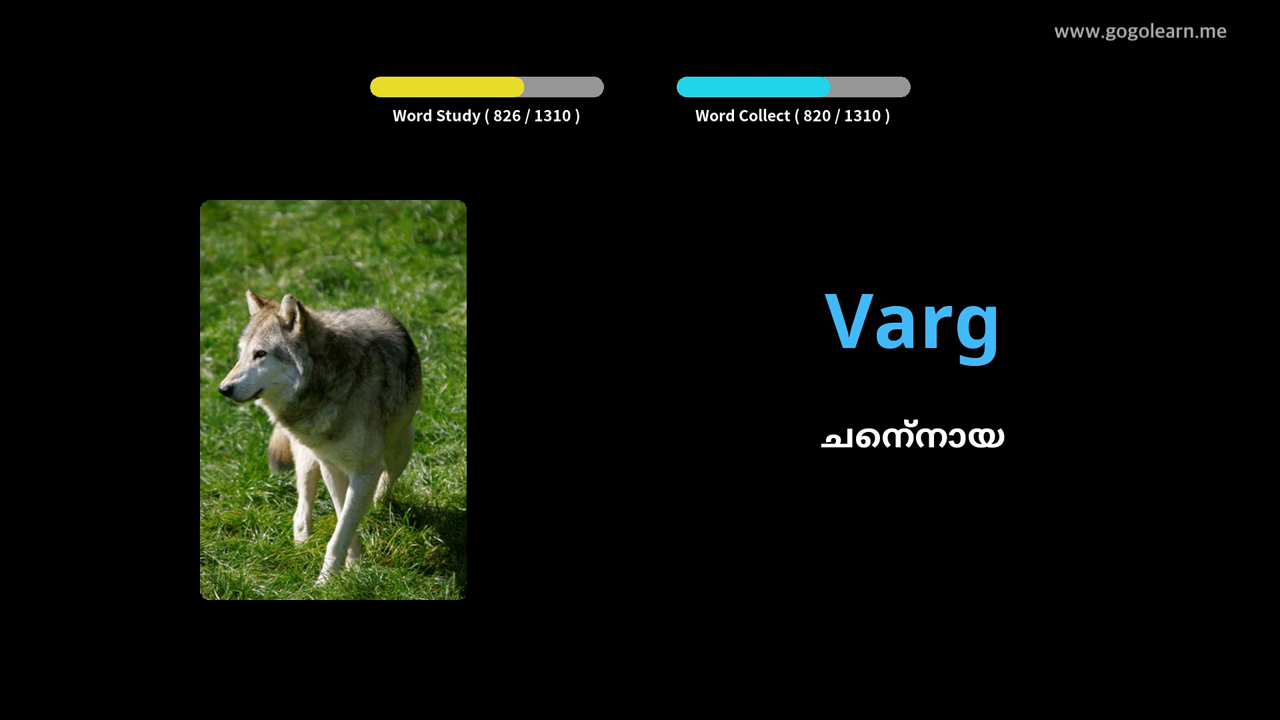 www.gogolearn.me
Word Study ( 826 / 1310 )
Word Collect ( 820 / 1310 )
Varg
ചെന്നായ